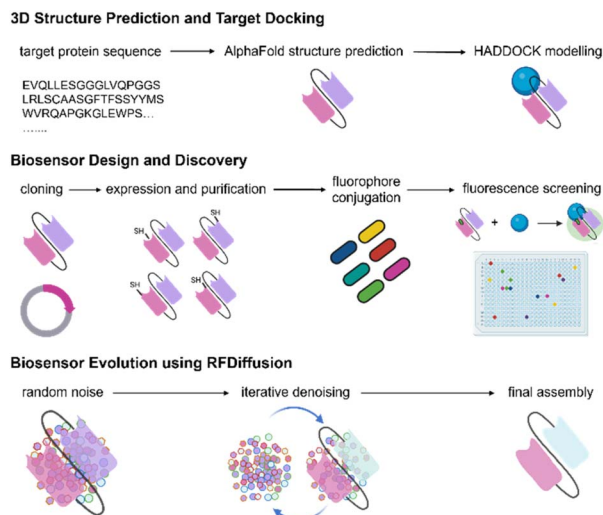 3D Structure Prediction and Target Docking
target protein sequence
AlphaFold structure prediction
HADDOCK modelling
EVQLLESGGGLVQPGGS
LRLSCAASGFTFSSYYMS
WVRQAPGKGLEWPS...
.......
Biosensor Design and Discovery
cloning
expression and purification
fluorophore
conjugation
fluorescence screening
SH
SH
SH
SH
+
Biosensor Evolution using RFDiffusion
random noise
iterative denoising
final assembly